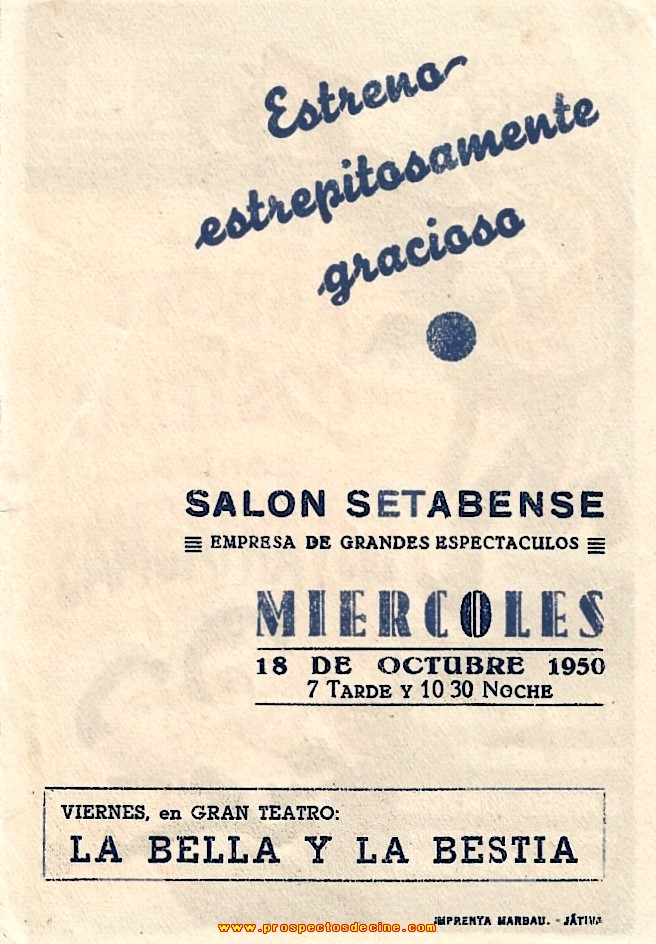 Estreno
estrepitosamente
gracioso
SALON SETABENSE
EMPRESA DE GRANDES ESPECTACULOS
MIERCOLES
18 DE OCTUBRE 1950
7 TARDE Y 10 30 NOCHE
VIERNES, en GRAN TEATRO:
LA BELLA Y LA BESTIA
IMPRENTA MARBAU. - JÁTIVA
www.prospectosdecine.com